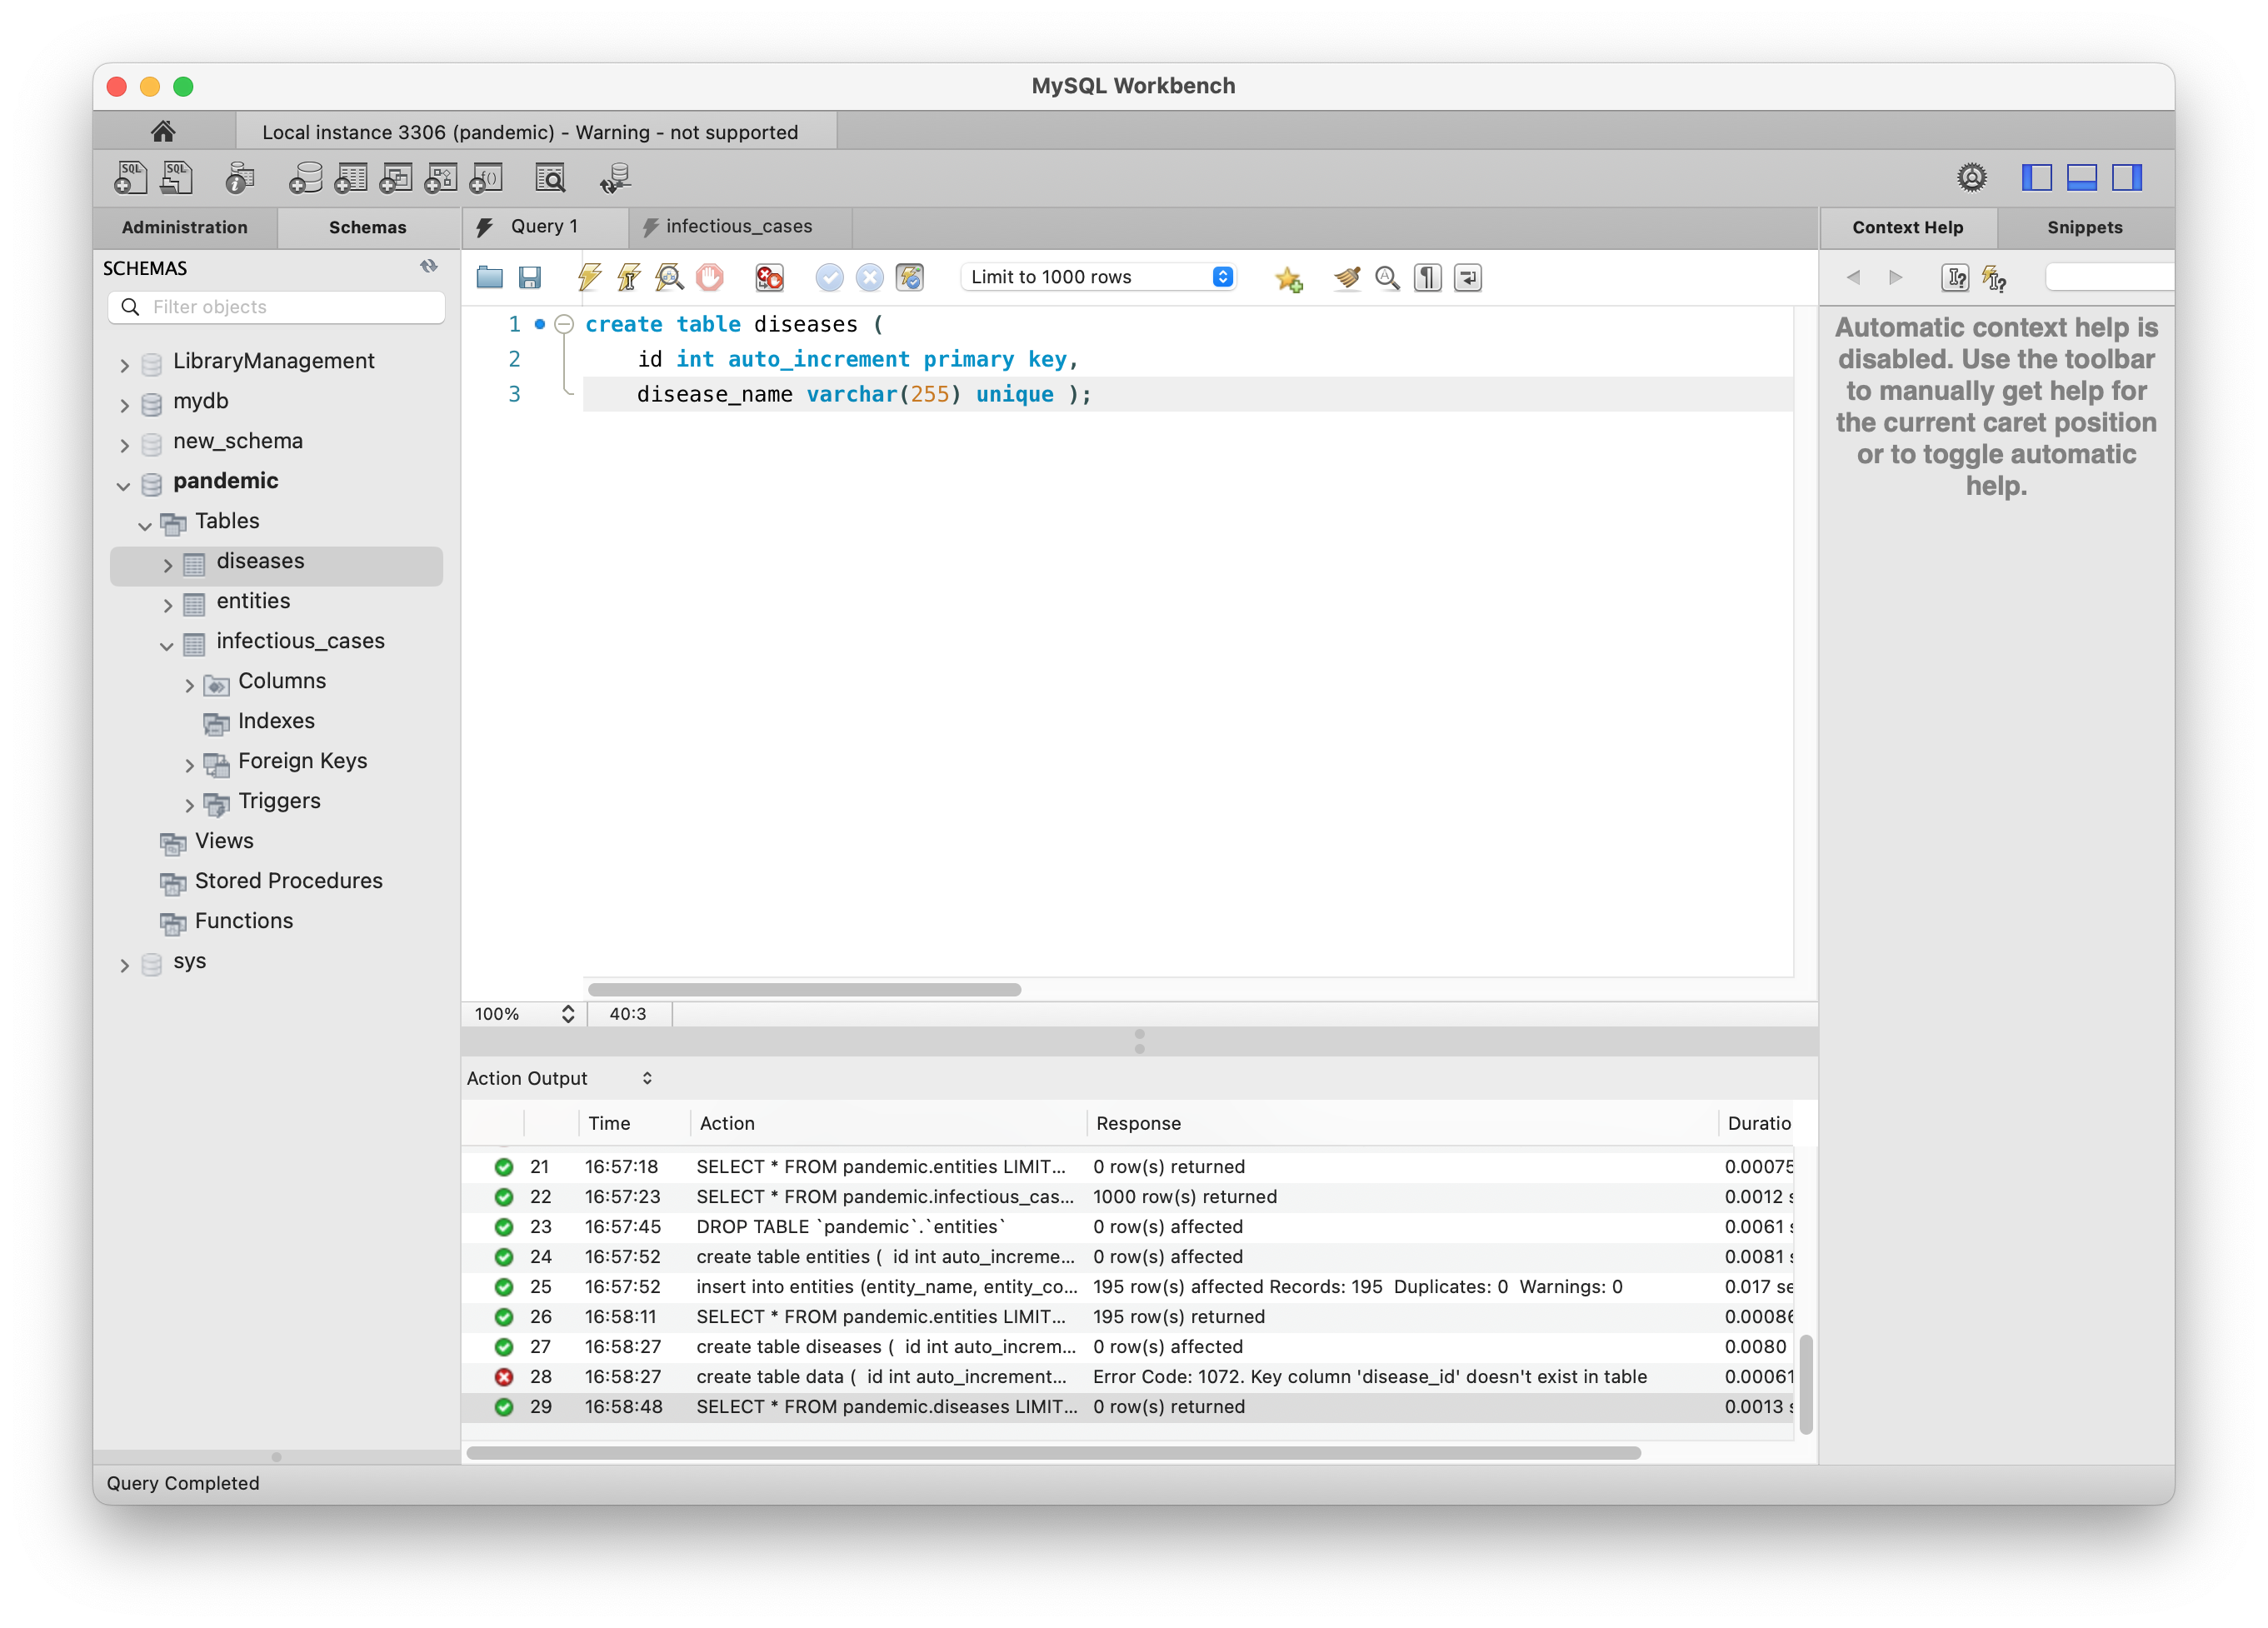 MySQL Workbench
Local instance 3306 (pandemic) - Warning - not supported
Administration
Schemas
SCHEMAS
Filter objects
LibraryManagement
mydb
new_schema
pandemic
Tables
diseases
entities
infectious_cases
Columns
Indexes
Foreign Keys
Triggers
Views
Stored Procedures
Functions
sys
Query 1
infectious_cases
Limit to 1000 rows
1 create table diseases (
2 id int auto_increment primary key,
3 disease_name varchar(255) unique );
100% 40:3
Context Help
Snippets
Automatic context help is
disabled. Use the toolbar
to manually get help for
the current caret position
or to toggle automatic
help.
Action Output
Time Action Response Duratio
21 16:57:18 SELECT * FROM pandemic.entities LIMIT... 0 row(s) returned 0.00075
22 16:57:23 SELECT * FROM pandemic.infectious_cas... 1000 row(s) returned 0.0012 s
23 16:57:45 DROP TABLE `pandemic`.`entities` 0 row(s) affected 0.0061 s
24 16:57:52 create table entities ( id int auto_increme... 0 row(s) affected 0.0081 s
25 16:57:52 insert into entities (entity_name, entity_co... 195 row(s) affected Records: 195 Duplicates: 0 Warnings: 0 0.017 se
26 16:58:11 SELECT * FROM pandemic.entities LIMIT... 195 row(s) returned 0.00086
27 16:58:27 create table diseases ( id int auto_increm... 0 row(s) affected 0.0080
28 16:58:27 create table data ( id int auto_increment... Error Code: 1072. Key column 'disease_id' doesn't exist in table 0.00061
29 16:58:48 SELECT * FROM pandemic.diseases LIMIT... 0 row(s) returned 0.0013 s
Query Completed